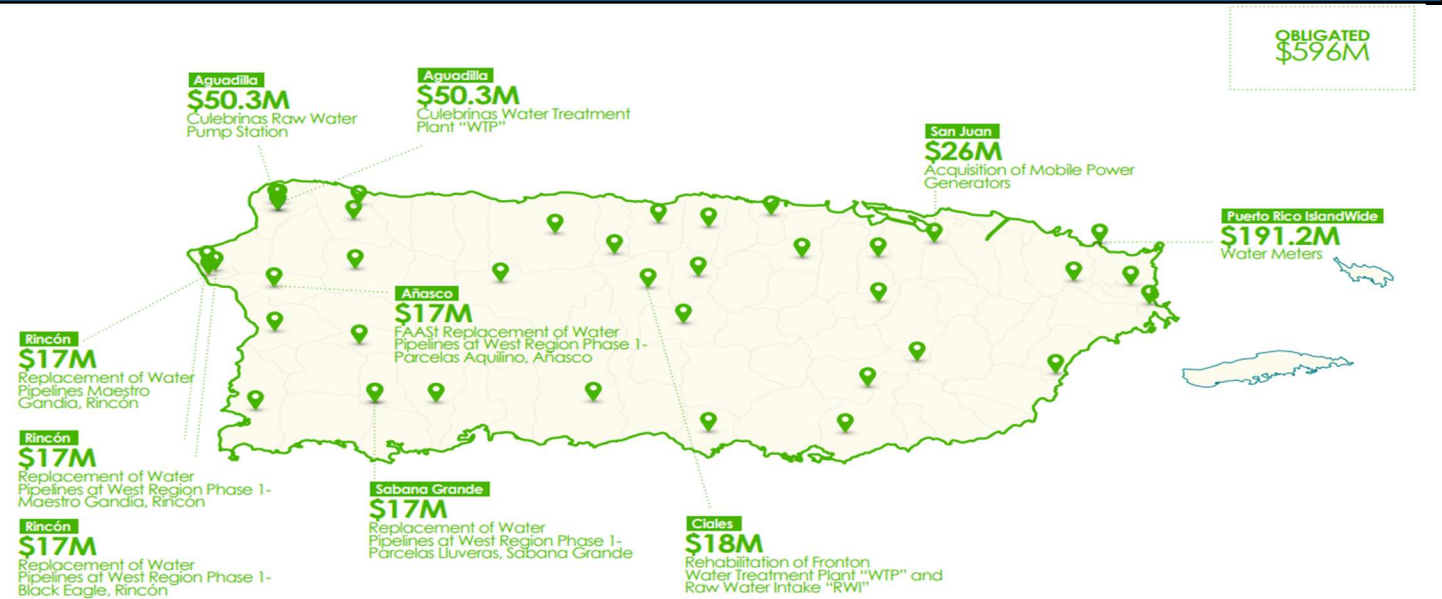 OBLIGATED
$596M
Aguadilla
$50.3M
Culebrinas Raw Water
Pump Station
Aguadilla
$50.3M
Culebrinas Water Treatment
Plant “WTP”
San Juan
$26M
Acquisition of Mobile Power
Generators
Puerto Rico IslandWide
$191.2M
Water Meters
Añasco
$17M
FAASt Replacement of Water
Pipelines at West Region Phase 1-
Parcelas Aquilino, Añasco
Rincón
$17M
Replacement of Water
Pipelines Maestro
Gandia, Rincón
Rincón
$17M
Replacement of Water
Pipelines at West Region Phase 1-
Maestro Gandia, Rincón
Rincón
$17M
Replacement of Water
Pipelines at West Region Phase 1-
Black Eagle, Rincón
Sabana Grande
$17M
Replacement of Water
Pipelines at West Region Phase 1-
Parcelas Lluveras, Sabana Grande
Ciales
$18M
Rehabilitation of Fronton
Water Treatment Plant “WTP” and
Raw Water Intake “RWI”